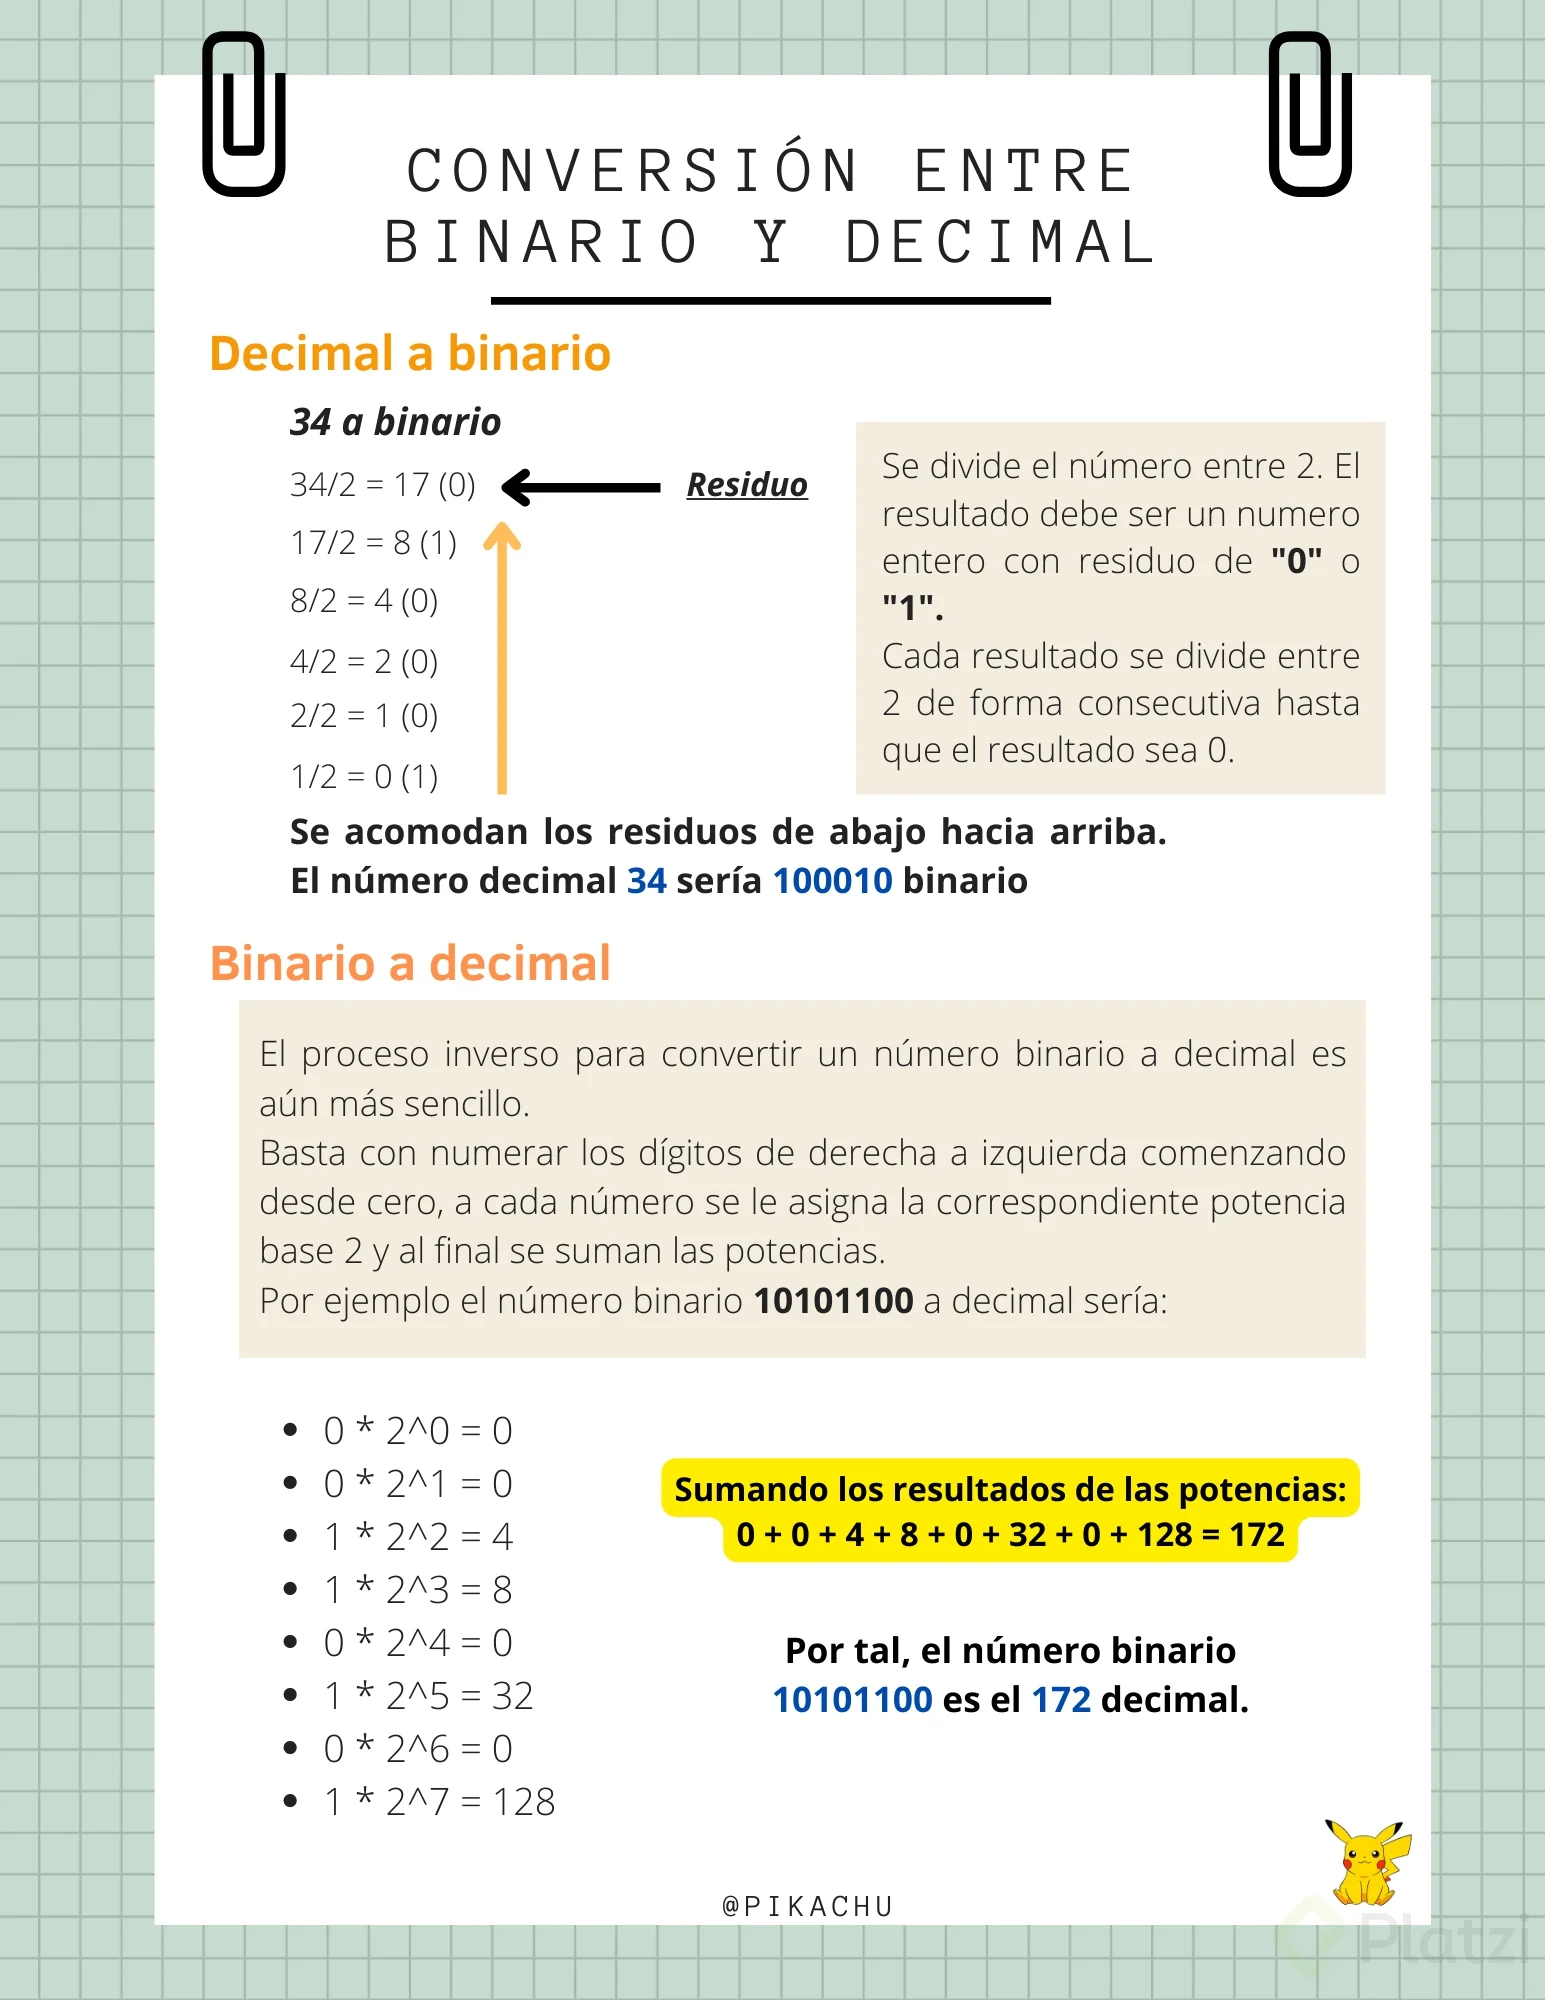 CONVERSIÓN ENTRE
BINARIO Y DECIMAL
Decimal a binario
34 a binario
34/2 = 17 (0)
Residuo
17/2 = 8 (1)
8/2 = 4 (0)
4/2 = 2 (0)
2/2 = 1 (0)
1/2 = 0 (1)
Se divide el número entre 2. El
resultado debe ser un numero
entero con residuo de "0" o
"1".
Cada resultado se divide entre
2 de forma consecutiva hasta
que el resultado sea 0.
Se acomodan los residuos de abajo hacia arriba.
El número decimal 34 sería 100010 binario
Binario a decimal
El proceso inverso para convertir un número binario a decimal es
aún más sencillo.
Basta con numerar los dígitos de derecha a izquierda comenzando
desde cero, a cada número se le asigna la correspondiente potencia
base 2 y al final se suman las potencias.
Por ejemplo el número binario 10101100 a decimal sería:
• 0 * 2^0 = 0
• 0 * 2^1 = 0
• 1 * 2^2 = 4
• 1 * 2^3 = 8
• 0 * 2^4 = 0
• 1 * 2^5 = 32
• 0 * 2^6 = 0
• 1 * 2^7 = 128
Sumando los resultados de las potencias:
0 + 0 + 4 + 8 + 0 + 32 + 0 + 128 = 172
Por tal, el número binario
10101100 es el 172 decimal.
@PIKACHU
Platzi